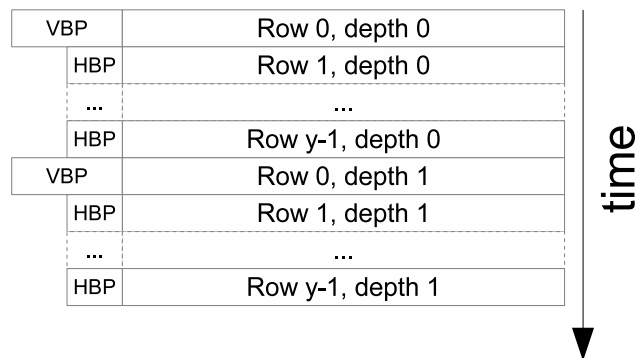 VBP Row 0, depth 0
HBP Row 1, depth 0
... ...
HBP Row y-1, depth 0
VBP Row 0, depth 1
HBP Row 1, depth 1
... ...
HBP Row y-1, depth 1
time